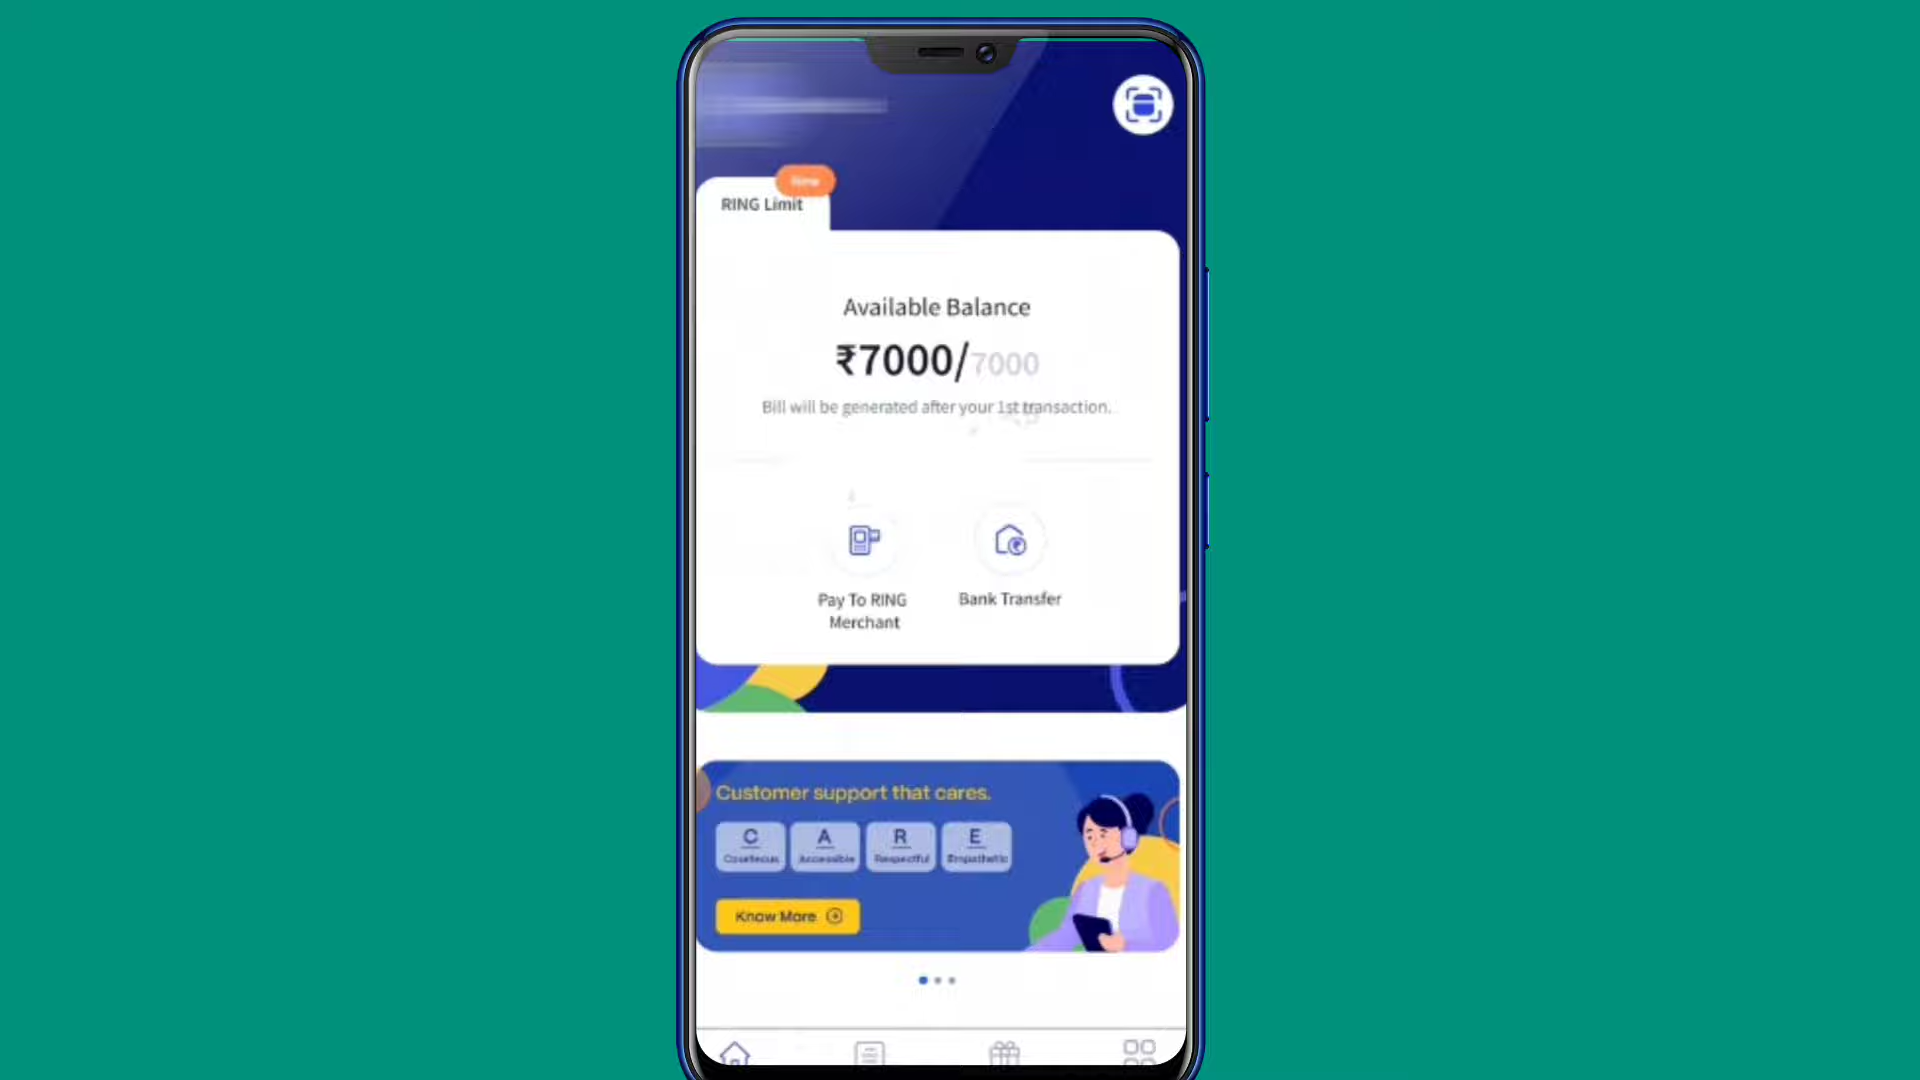 New
RING Limit
Available Balance
₹7000/7000
Bill will be generated after your 1st transaction.
Pay To RING
Merchant
Bank Transfer
Customer support that cares.
C A R E
Courteous Accessible Respectful Empathetic
Know More